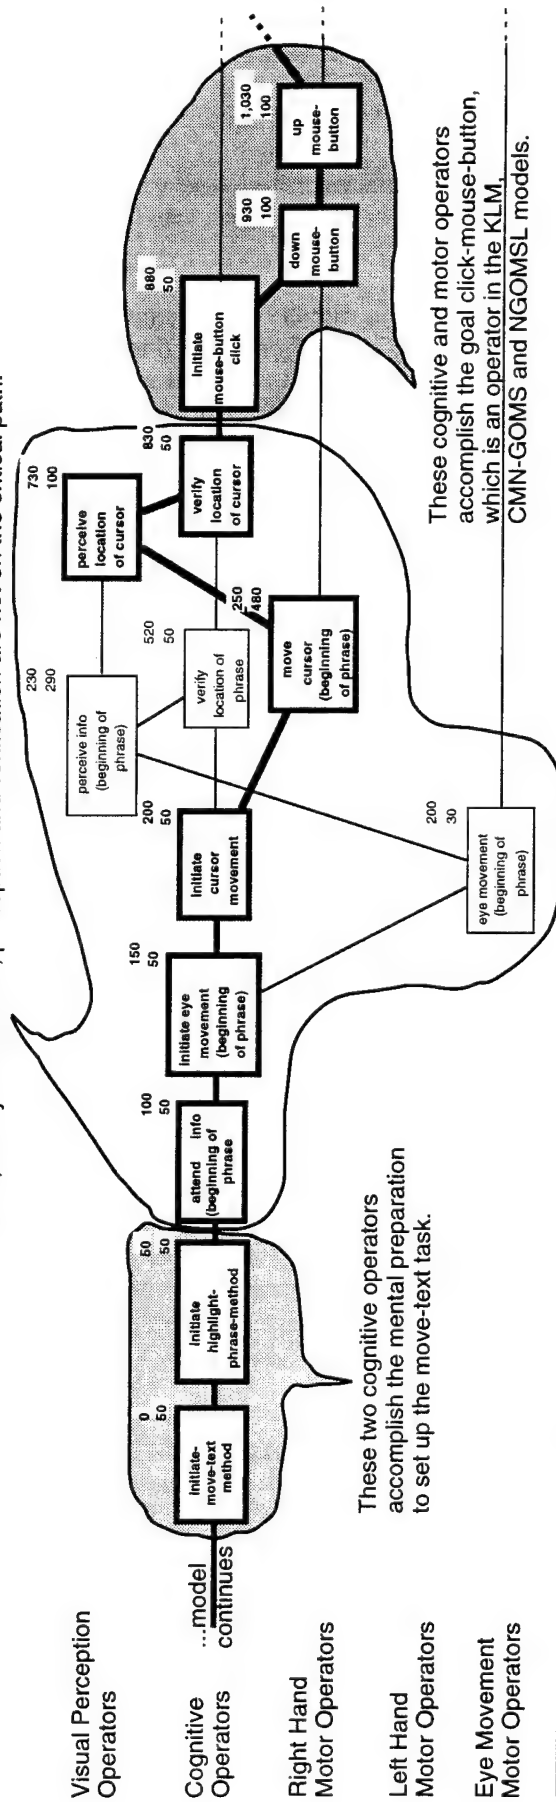 Visual Perception
Operators
Cognitive
Operators
Right Hand
Motor Operators
Left Hand
Motor Operators
Eye Movement
Motor Operators
...model
continues
0
50
initiate-
move-text
method
50
50
initiate
highlight-
phrase-method
These two cognitive operators
accomplish the mental preparation
to set up the move-text task.
100
50
attend info
(beginning of
phrase
150
50
initiate eye
movement
(beginning
of phrase)
200
50
initiate
cursor
movement
200
30
eye movement
(beginning of
phrase)
230
290
perceive info
(beginning of
phrase)
520
50
verify
location of
phrase
250
480
move
cursor
(beginning
of phrase)
730
100
perceive
location
of cursor
830
50
verify
location
of cursor
880
50
initiate
mouse-button
click
930
100
down
mouse-
button
1,030
100
up
mouse-
button
These cognitive and motor operators
accomplish the goal click-mouse-button,
which is an operator in the KLM,
CMN-GOMS and NGOMSL models.